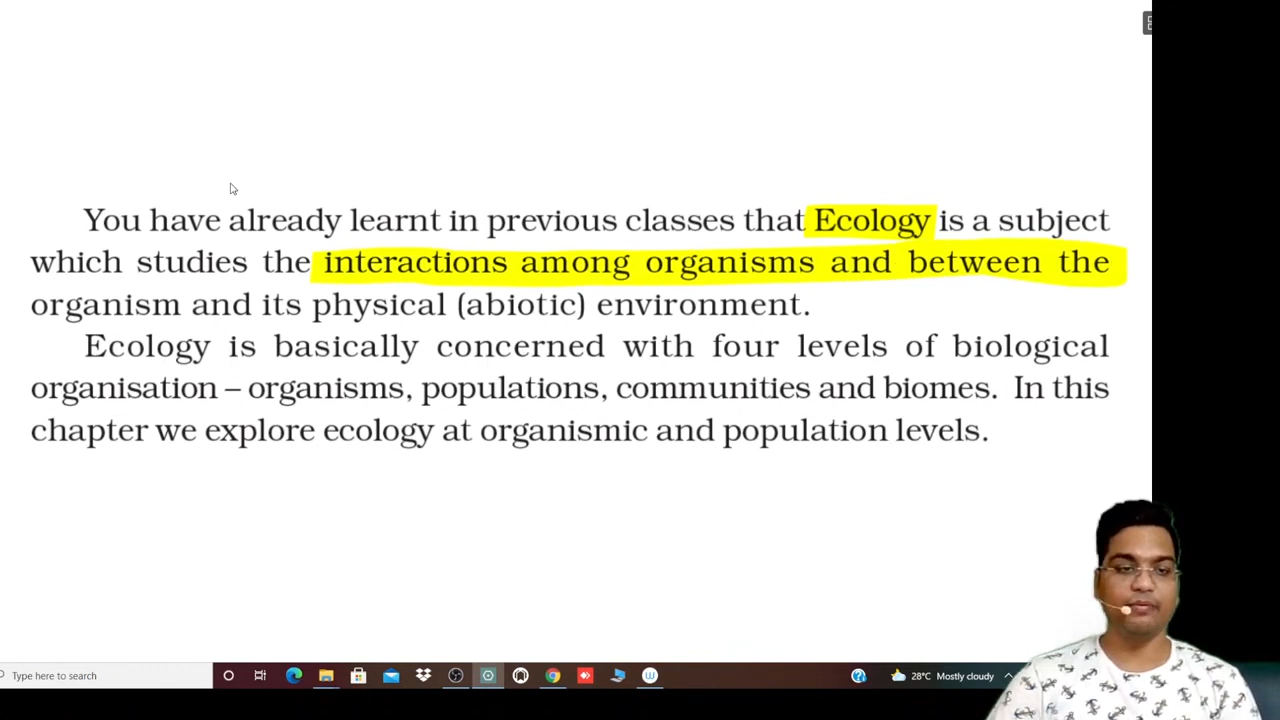 You have already learnt in previous classes that Ecology is a subject
which studies the interactions among organisms and between the
organism and its physical (abiotic) environment.
Ecology is basically concerned with four levels of biological
organisation – organisms, populations, communities and biomes. In this
chapter we explore ecology at organismic and population levels.
Type here to search
28°C Mostly cloudy